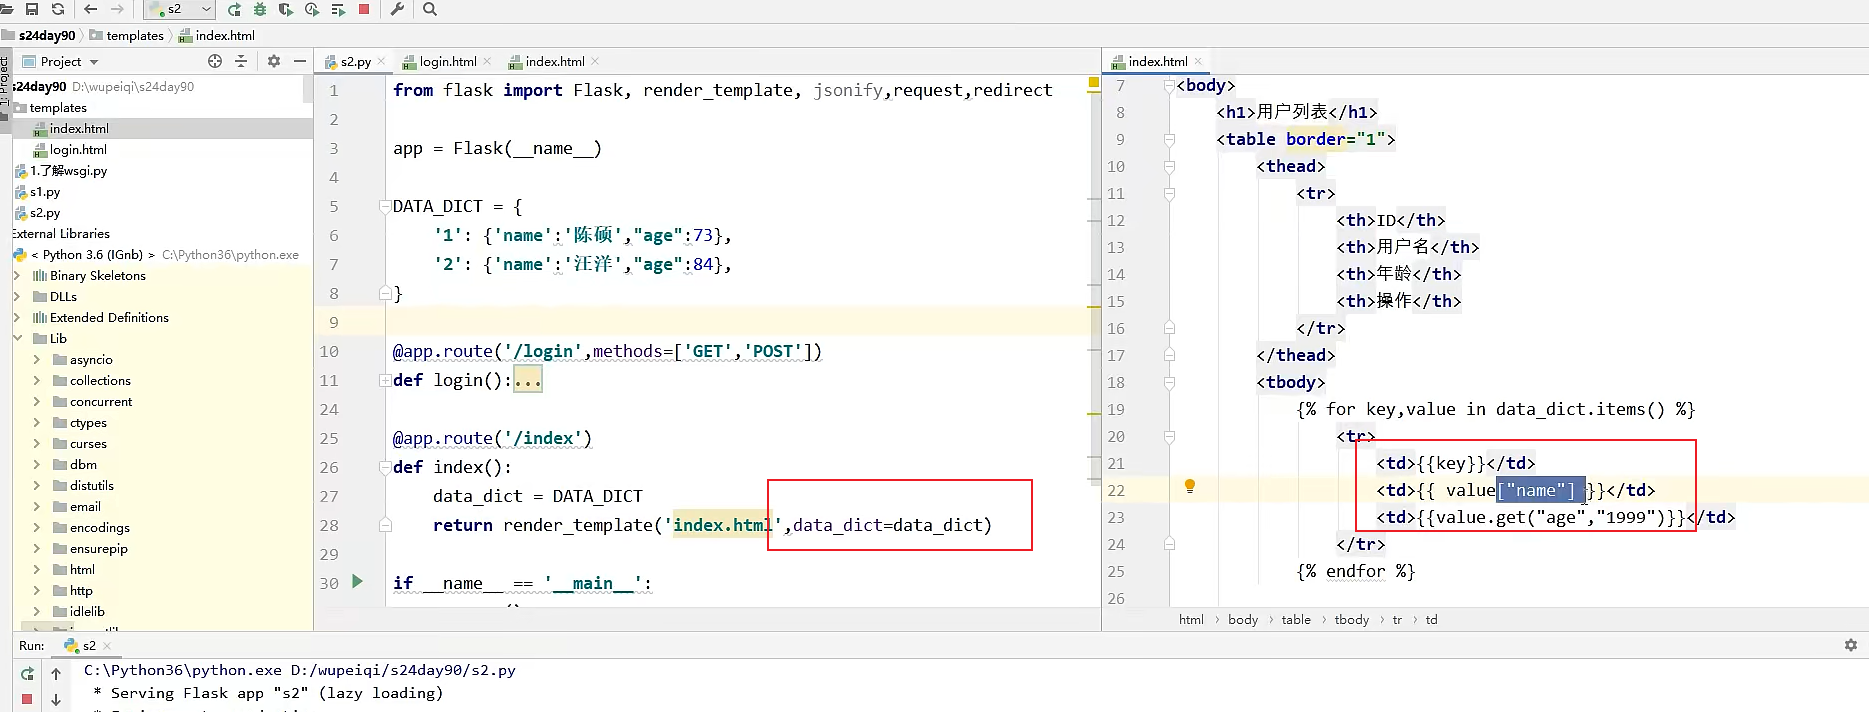 s2
s24day90 templates index.html
Project
1: Project
s24day90 D:\wupeiqi\s24day90
templates
index.html
login.html
1.了解wsgi.py
s1.py
s2.py
External Libraries
< Python 3.6 (IGnb) > C:\Python36\python.exe
Binary Skeletons
DLLs
Extended Definitions
Lib
asyncio
collections
concurrent
ctypes
curses
dbm
distutils
email
encodings
ensurepip
html
http
idlelib
s2.py login.html index.html
1 from flask import Flask, render_template, jsonify,request,redirect
2
3 app = Flask(__name__)
4
5 DATA_DICT = {
6 '1': {'name':'陈硕',"age":73},
7 '2': {'name':'汪洋',"age":84},
8 }
9
10 @app.route('/login',methods=['GET','POST'])
11 def login():...
24
25 @app.route('/index')
26 def index():
27 data_dict = DATA_DICT
28 return render_template('index.html',data_dict=data_dict)
29
30 if __name__ == '__main__':
index.html
7 <body>
8 <h1>用户列表</h1>
9 <table border="1">
10 <thead>
11 <tr>
12 <th>ID</th>
13 <th>用户名</th>
14 <th>年龄</th>
15 <th>操作</th>
16 </tr>
17 </thead>
18 <tbody>
19 {% for key,value in data_dict.items() %}
20 <tr>
21 <td>{{key}}</td>
22 <td>{{ value["name"] }}</td>
23 <td>{{value.get("age","1999")}}</td>
24 </tr>
25 {% endfor %}
26
html body table tbody tr td
Run: s2
C:\Python36\python.exe D:/wupeiqi/s24day90/s2.py
* Serving Flask app "s2" (lazy loading)